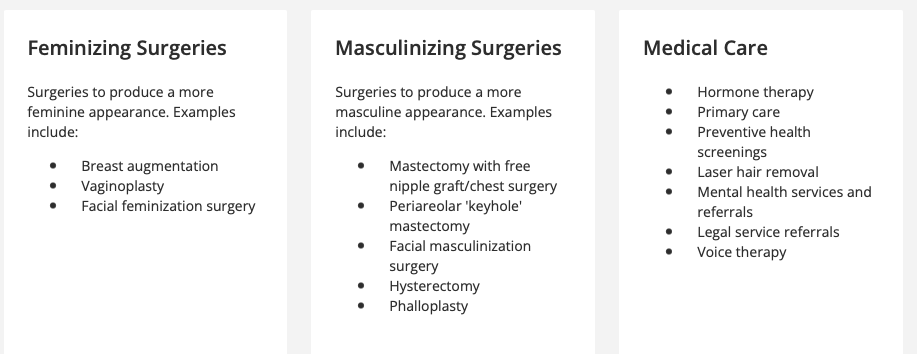 Feminizing Surgeries
Surgeries to produce a more
feminine appearance. Examples
include:
Breast augmentation
Vaginoplasty
Facial feminization surgery
Masculinizing Surgeries
Surgeries to produce a more
masculine appearance. Examples
include:
Mastectomy with free
nipple graft/chest surgery
Periareolar 'keyhole'
mastectomy
Facial masculinization
surgery
Hysterectomy
Phalloplasty
Medical Care
Hormone therapy
Primary care
Preventive health
screenings
Laser hair removal
Mental health services and
referrals
Legal service referrals
Voice therapy